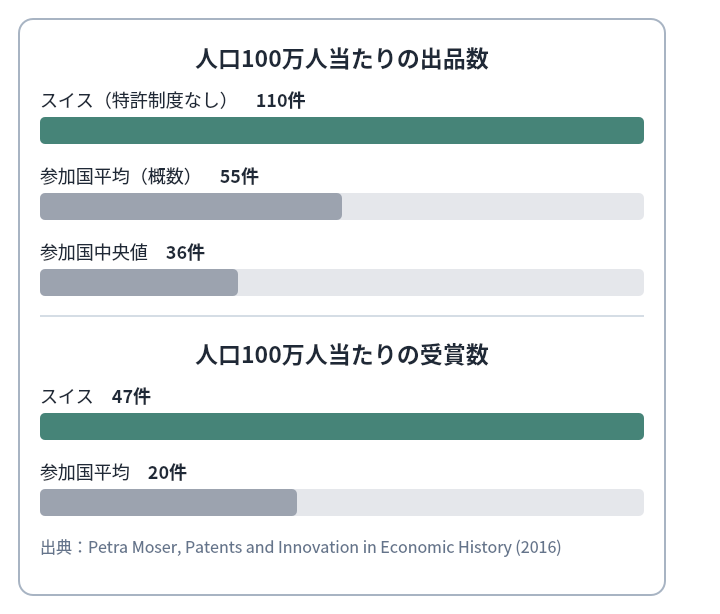 人口100万人当たりの出品数
スイス（特許制度なし） 110件
参加国平均（概数） 55件
参加国中央値 36件
人口100万人当たりの受賞数
スイス 47件
参加国平均 20件
出典：Petra Moser, Patents and Innovation in Economic History (2016)